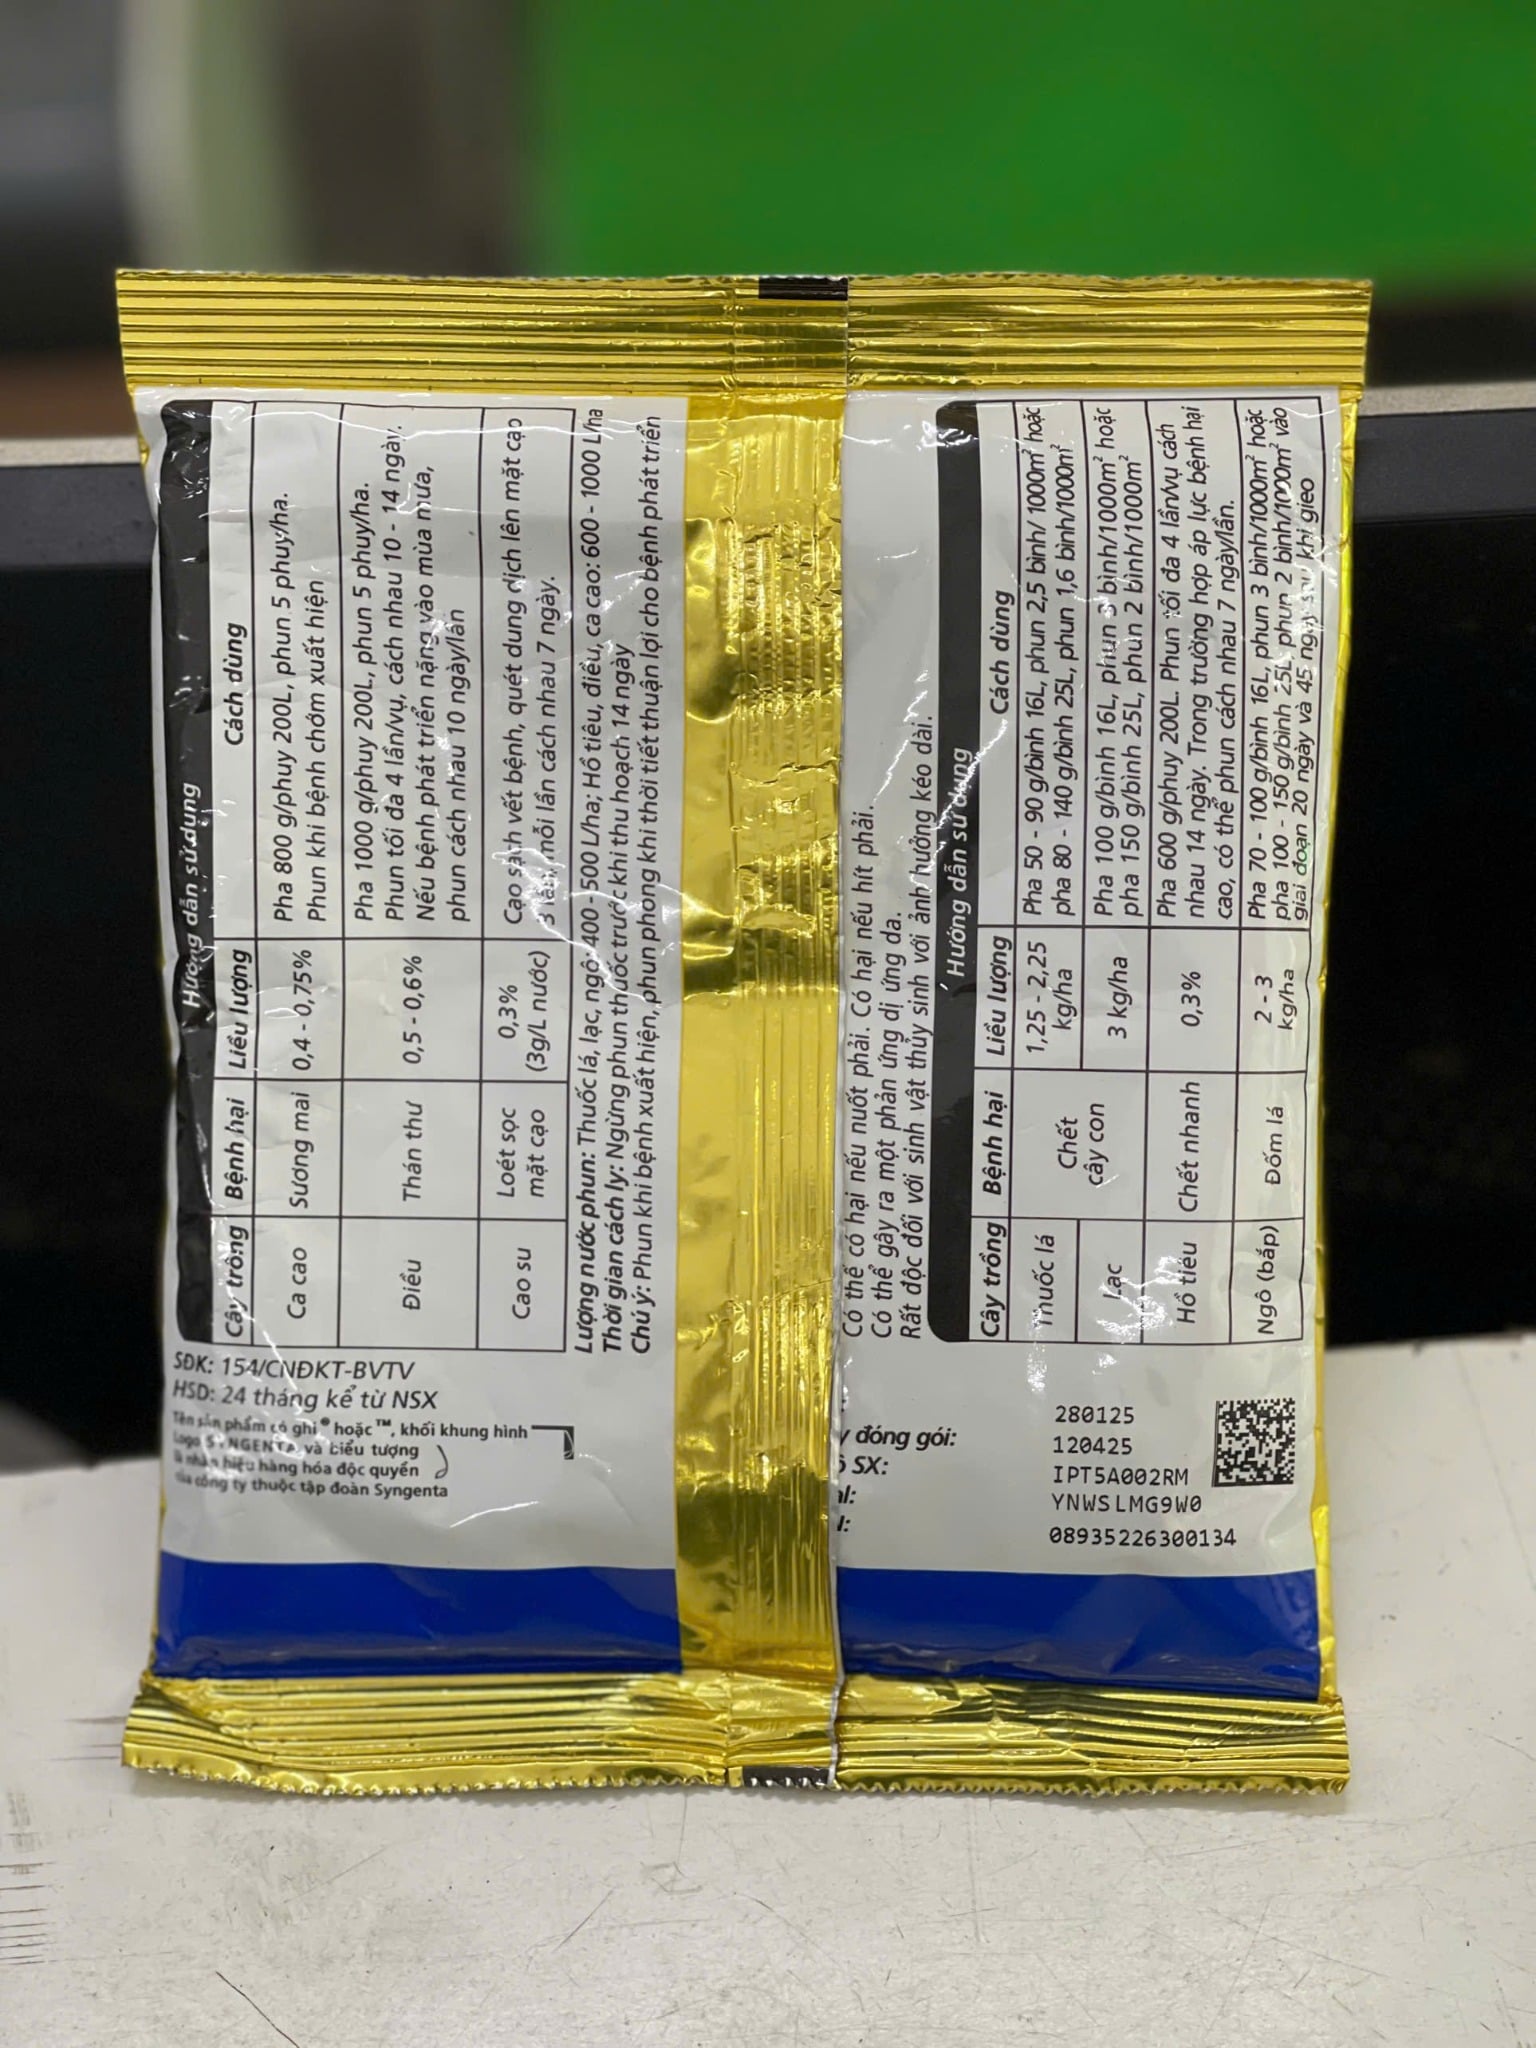 Hướng dẫn sử dụng
Cây trồng Bệnh hại Liều lượng Cách dùng
Ca cao Sương mai 0,4 - 0,75% Pha 800 g/phuy 200L, phun 5 phuy/ha.
Phun khi bệnh chớm xuất hiện
Điều Thán thư 0,5 - 0,6% Pha 1000 g/phuy 200L, phun 5 phuy/ha.
Phun tối đa 4 lần/vụ, cách nhau 10 - 14 ngày.
Nếu bệnh phát triển nặng vào mùa mưa,
phun cách nhau 10 ngày/lần
Cao su Loét sọc
mặt cạo
0,3%
(3g/L nước)
Cạo sạch vết bệnh, quét dung dịch lên mặt cạo
3 lần, mỗi lần cách nhau 7 ngày.
Lượng nước phun: Thuốc lá, lạc, ngô: 400 - 500 L/ha; Hồ tiêu, điều, ca cao: 600 - 1000 L/ha
Thời gian cách ly: Ngừng phun thuốc trước khi thu hoạch 14 ngày
Chú ý: Phun khi bệnh xuất hiện, phun phòng khi thời tiết thuận lợi cho bệnh phát triển
SĐK: 154/CNĐKT-BVTV
HSD: 24 tháng kể từ NSX
Tên sản phẩm có ghi ® hoặc ™, khối khung hình
Logo SYNGENTA và biểu tượng
là nhãn hiệu hàng hóa độc quyền
của công ty thuộc tập đoàn Syngenta
Có thể có hại nếu nuốt phải. Có hại nếu hít phải.
Có thể gây ra một phản ứng dị ứng da.
Rất độc đối với sinh vật thủy sinh với ảnh hưởng kéo dài.
Hướng dẫn sử dụng
Cây trồng Bệnh hại Liều lượng Cách dùng
Thuốc lá Chết
cây con
1,25 - 2,25
kg/ha
Pha 50 - 90 g/bình 16L, phun 2,5 bình/ 1000m² hoặc
pha 80 - 140 g/bình 25L, phun 1,6 bình/1000m²
Lạc 3 kg/ha Pha 100 g/bình 16L, phun 3 bình/1000m² hoặc
pha 150 g/bình 25L, phun 2 bình/1000m²
Hồ tiêu Chết nhanh 0,3% Pha 600 g/phuy 200L. Phun tối đa 4 lần/vụ cách
nhau 14 ngày. Trong trường hợp áp lực bệnh hại
cao, có thể phun cách nhau 7 ngày/lần.
Ngô (bắp) Đốm lá 2 - 3
kg/ha
Pha 70 - 100 g/bình 16L, phun 3 bình/1000m² hoặc
pha 100 - 150 g/bình 25L, phun 2 bình/1000m² vào
giai đoạn 20 ngày và 45 ngày sau khi gieo
280125
đóng gói: 120425
SX: IPT5A002RM
YNWSLMG9W0
08935226300134